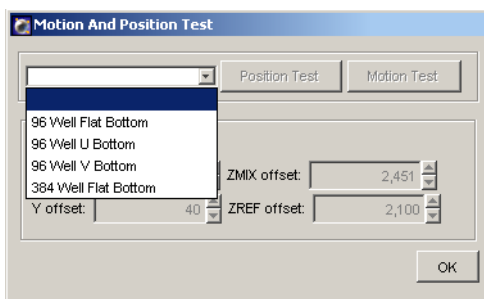 Motion And Position Test
Position Test
Motion Test
96 Well Flat Bottom
96 Well U Bottom
96 Well V Bottom
384 Well Flat Bottom
ZMIX offset: 2,451
Y offset: 40 ZREF offset: 2,100
OK